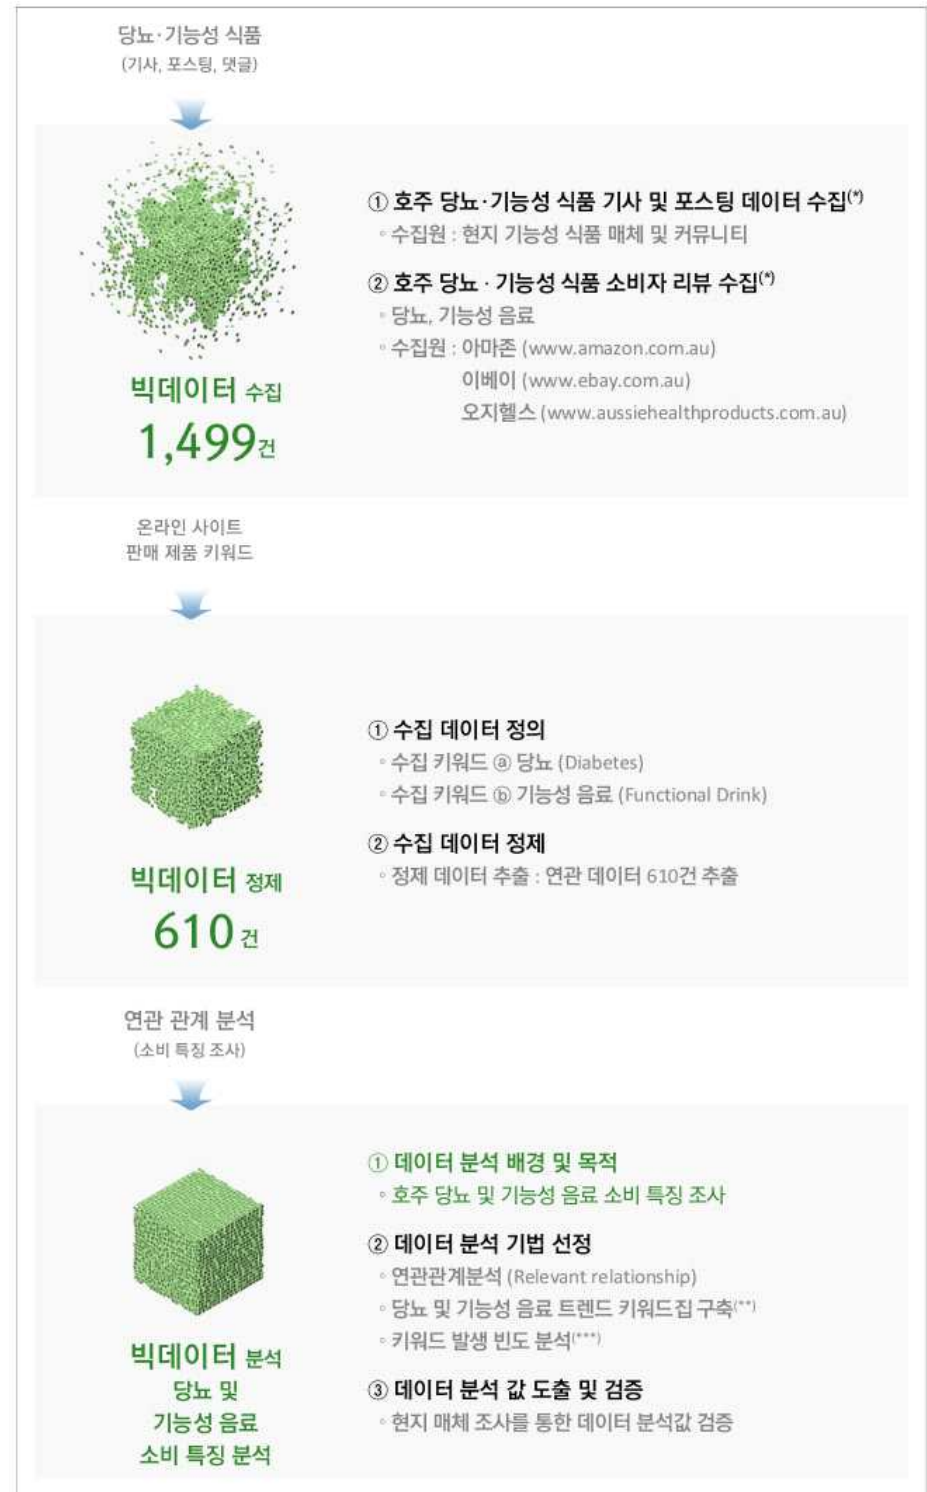 당뇨·기능성 식품
(기사, 포스팅, 댓글)
① 호주 당뇨·기능성 식품 기사 및 포스팅 데이터 수집(*)
◦ 수집원 : 현지 기능성 식품 매체 및 커뮤니티
② 호주 당뇨 · 기능성 식품 소비자 리뷰 수집(*)
◦ 당뇨, 기능성 음료
◦ 수집원 : 아마존 (www.amazon.com.au)
이베이 (www.ebay.com.au)
오지헬스 (www.aussiehealthproducts.com.au)
빅데이터 수집
1,499건
온라인 사이트
판매 제품 키워드
① 수집 데이터 정의
◦ 수집 키워드 ⓐ 당뇨 (Diabetes)
◦ 수집 키워드 ⓑ 기능성 음료 (Functional Drink)
② 수집 데이터 정제
◦ 정제 데이터 추출 : 연관 데이터 610건 추출
빅데이터 정제
610 건
연관 관계 분석
(소비 특징 조사)
① 데이터 분석 배경 및 목적
◦ 호주 당뇨 및 기능성 음료 소비 특징 조사
② 데이터 분석 기법 선정
◦ 연관관계분석 (Relevant relationship)
◦ 당뇨 및 기능성 음료 트렌드 키워드집 구축(**)
◦ 키워드 발생 빈도 분석(***)
③ 데이터 분석 값 도출 및 검증
◦ 현지 매체 조사를 통한 데이터 분석값 검증
빅데이터 분석
당뇨 및
기능성 음료
소비 특징 분석